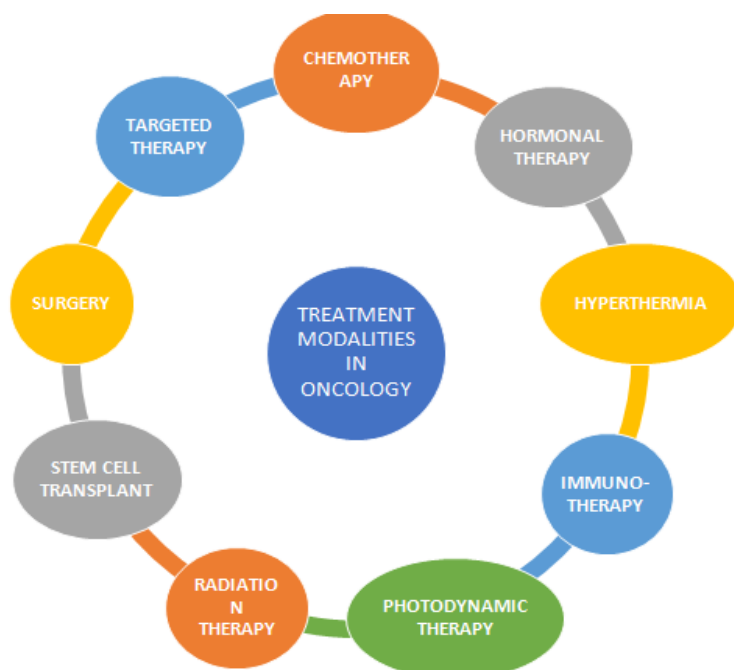 CHEMOTHER
APY
HORMONAL
THERAPY
HYPERTHERMIA
IMMUNO-
THERAPY
PHOTODYNAMIC
THERAPY
RADIATIO
N
THERAPY
STEM CELL
TRANSPLANT
SURGERY
TARGETED
THERAPY
TREATMENT
MODALITIES
IN
ONCOLOGY